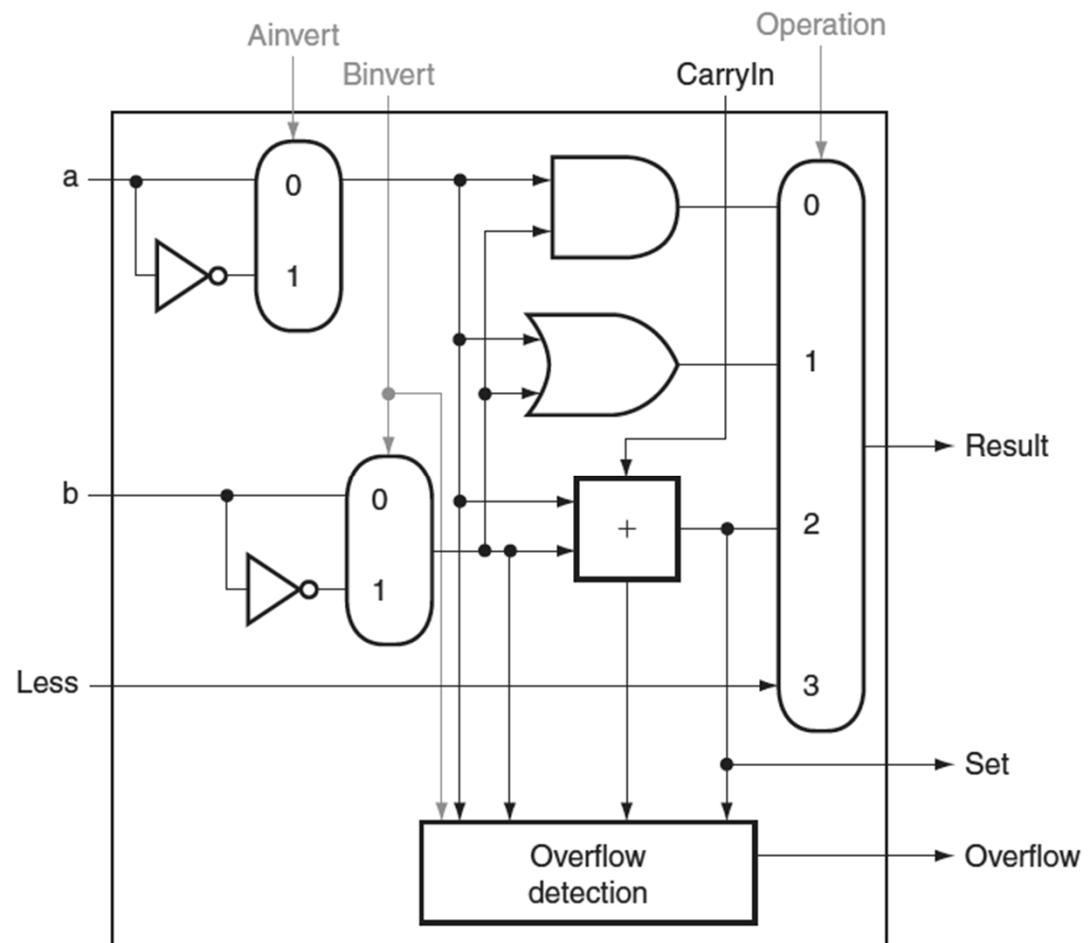 Operation
Ainvert
Binvert
CarryIn
a
0
1
0
1
Result
b
0
1
+
2
Less
3
Set
Overflow
detection
Overflow